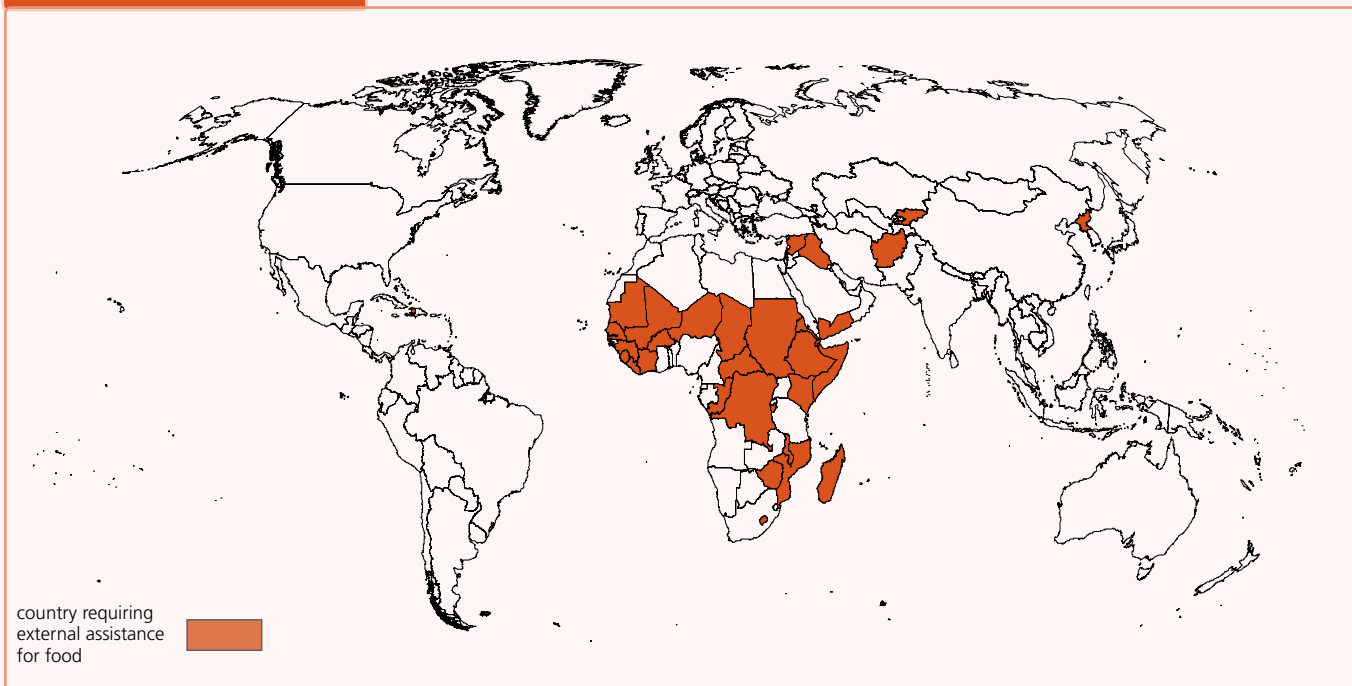 country requiring
external assistance
for food